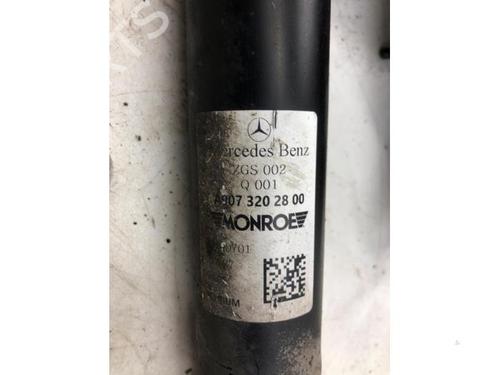 Mercedes Benz
ZGS 002
Q 001
A907 320 28 00
MONROE